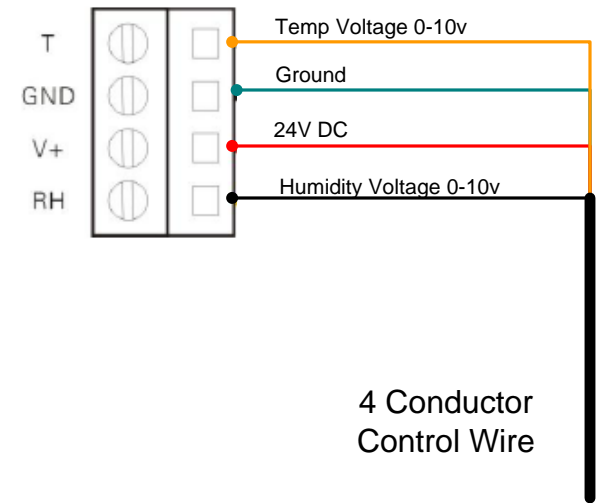 T
Temp Voltage 0-10v
GND
Ground
V+
24V DC
RH
Humidity Voltage 0-10v
4 Conductor
Control Wire